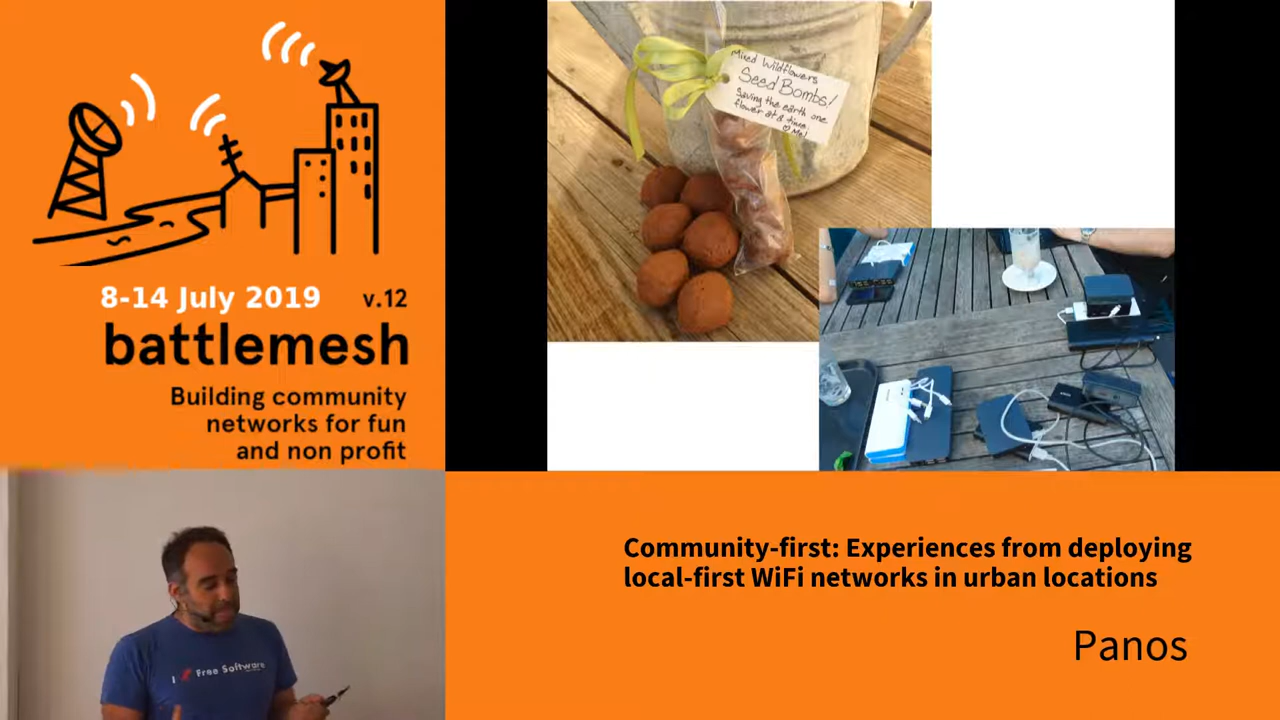 8-14 July 2019 v.12
battlemesh
Building community
networks for fun
and non profit
Mixed Wildflowers
Seed Bombs!
Saving the earth one
flower at a time.
♡ Me!
I Free Software
Community-first: Experiences from deploying
local-first WiFi networks in urban locations
Panos